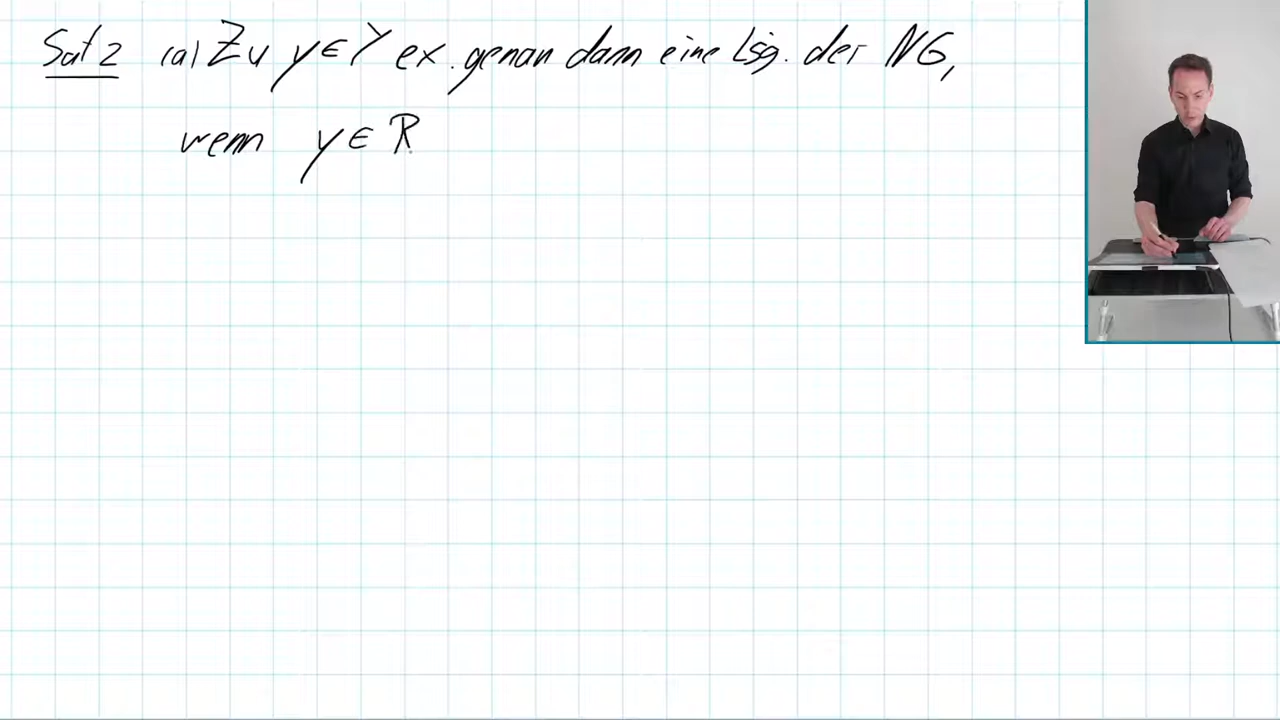 Satz (a) Zu y ∈ Y ex. genau dann eine Lsg. der NG,
wenn y ∈ R